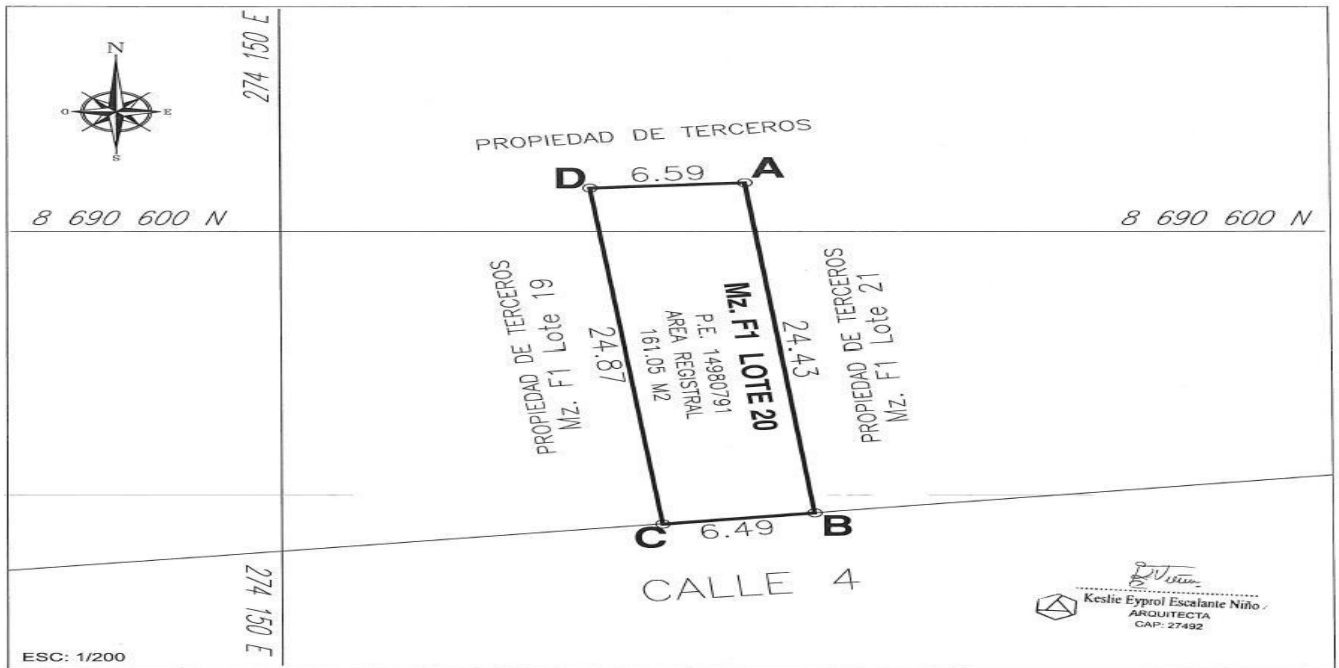 N
O
E
S
274 150 E
PROPIEDAD DE TERCEROS
D
6.59
A
8 690 600 N
8 690 600 N
PROPIEDAD DE TERCEROS
Mz. F1 Lote 19
24.87
Mz. F1 LOTE 20
P.E. 14980791
AREA REGISTRAL
161.05 M2
24.43
PROPIEDAD DE TERCEROS
Mz. F1 Lote 21
C
6.49
B
CALLE 4
274 150 E
Keslie Eyprol Escalante Niño
ARQUITECTA
CAP: 27492
ESC: 1/200